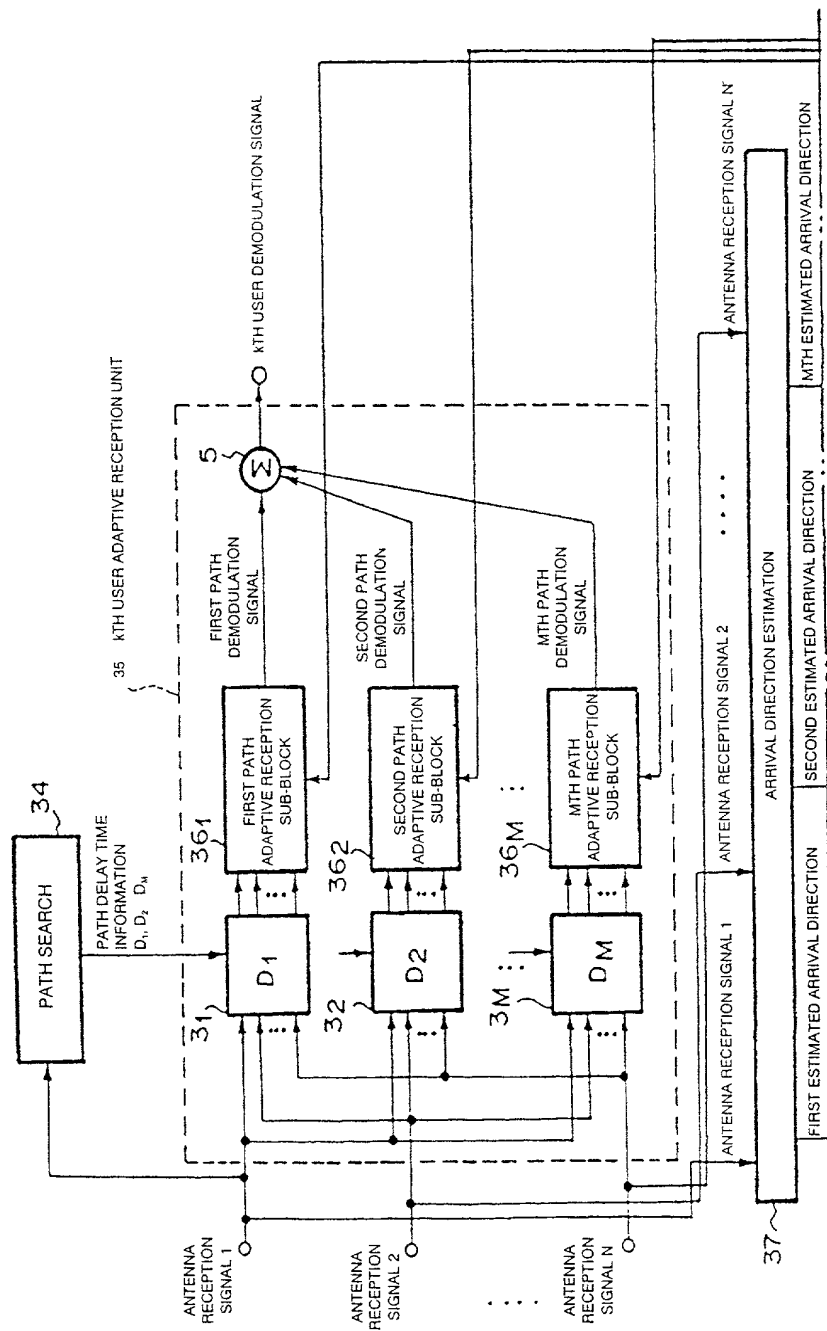 34
PATH SEARCH
PATH DELAY TIME
INFORMATION
D₁, D₂ Dₘ
35 kTH USER ADAPTIVE RECEPTION UNIT
ANTENNA
RECEPTION
SIGNAL 1
ANTENNA
RECEPTION
SIGNAL 2
. . . .
ANTENNA
RECEPTION
SIGNAL N
31
D1
...
361
FIRST PATH
ADAPTIVE RECEPTION
SUB-BLOCK
...
FIRST PATH
DEMODULATION
SIGNAL
5
Σ
kTH USER DEMODULATION SIGNAL
32
D2
...
362
SECOND PATH
ADAPTIVE RECEPTION
SUB-BLOCK
...
SECOND PATH
DEMODULATION
SIGNAL
3M
...
DM
...
36M
...
MTH PATH
ADAPTIVE RECEPTION
SUB-BLOCK
...
MTH PATH
DEMODULATION
SIGNAL
ANTENNA RECEPTION SIGNAL 1
ANTENNA RECEPTION SIGNAL 2
. . . .
ANTENNA RECEPTION SIGNAL N
37
ARRIVAL DIRECTION ESTIMATION
FIRST ESTIMATED ARRIVAL DIRECTION
SECOND ESTIMATED ARRIVAL DIRECTION
MTH ESTIMATED ARRIVAL DIRECTION